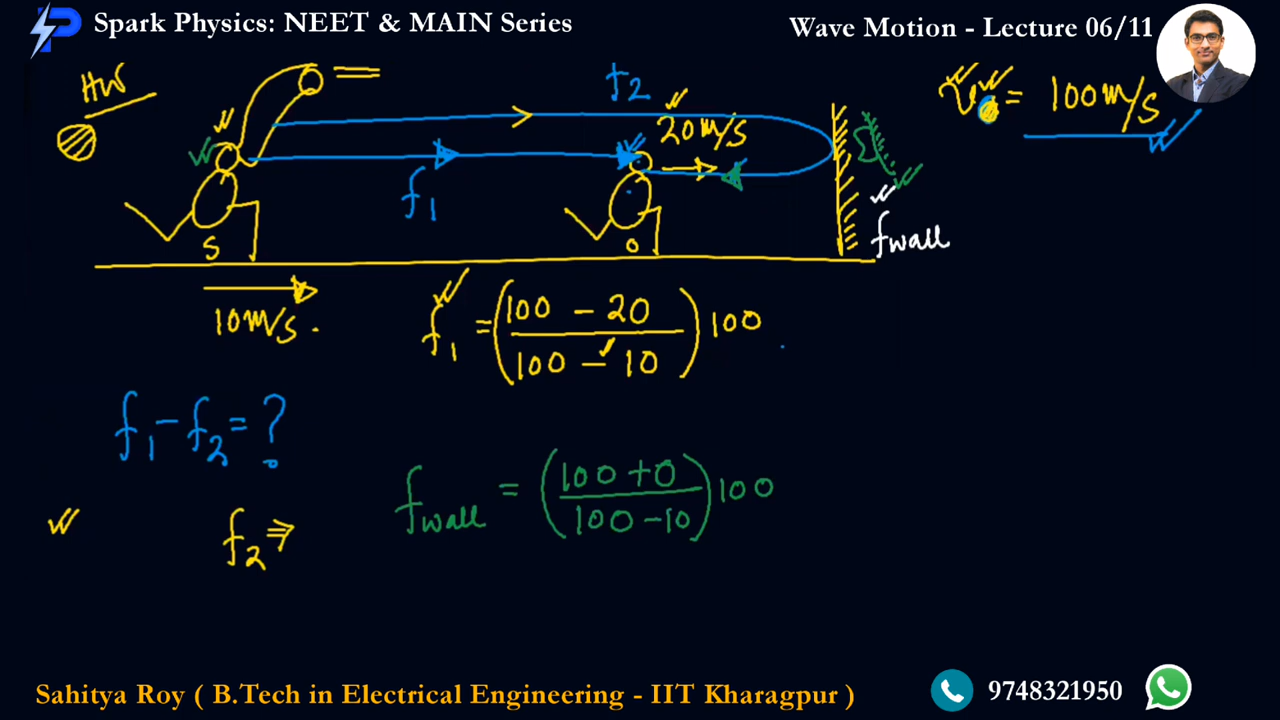 Spark Physics: NEET & MAIN Series
Wave Motion - Lecture 06/11
HW
f2
20m/s
= 100m/s
f1
S
O
fwall
10m/s.
f1 = (100 - 20 / 100 - 10) 100
f1 - f2 = ?
fwall = (100 + 0 / 100 - 10) 100
f2 ⇒
Sahitya Roy ( B.Tech in Electrical Engineering - IIT Kharagpur )
9748321950